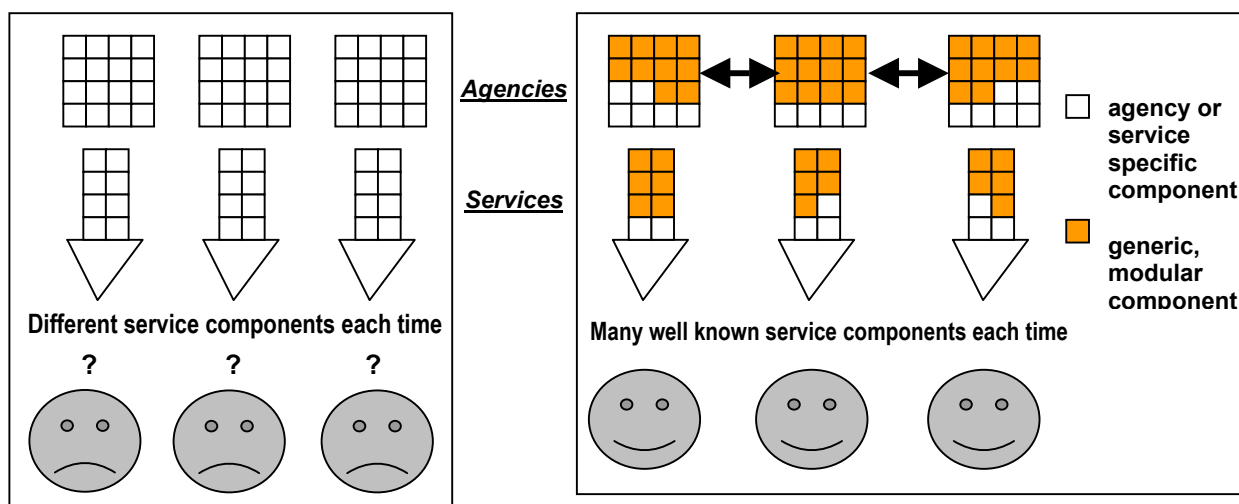 Agencies
Services
Different service components each time
? ? ?
Many well known service components each time
agency or
service
specific
component
generic,
modular
component